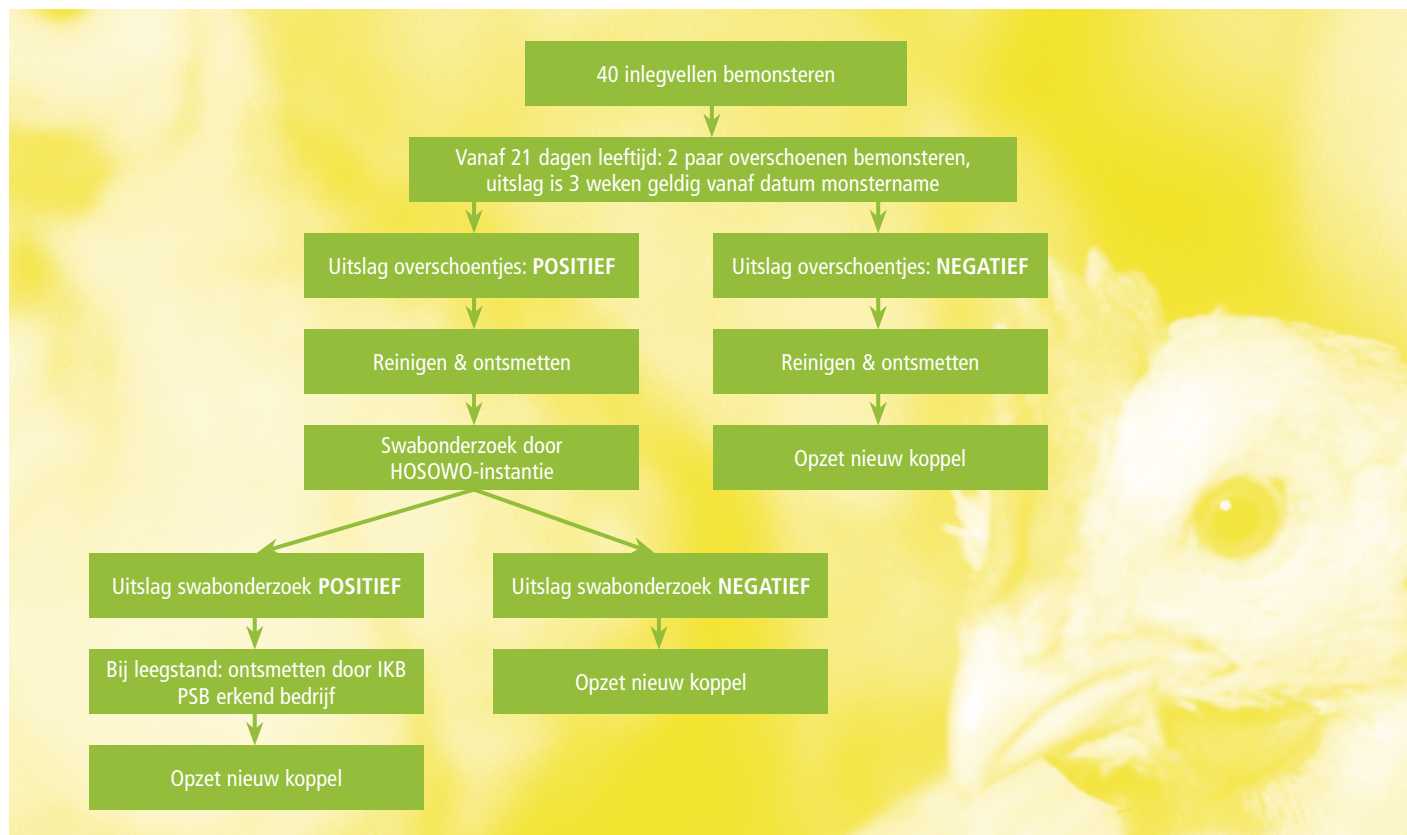 40 inlegvellen bemonsteren
Vanaf 21 dagen leeftijd: 2 paar overschoenen bemonsteren,
uitslag is 3 weken geldig vanaf datum monstername
Uitslag overschoentjes: POSITIEF
Uitslag overschoentjes: NEGATIEF
Reinigen & ontsmetten
Reinigen & ontsmetten
Swabonderzoek door
HOSOWO-instantie
Opzet nieuw koppel
Uitslag swabonderzoek POSITIEF
Uitslag swabonderzoek NEGATIEF
Bij leegstand: ontsmetten door IKB
PSB erkend bedrijf
Opzet nieuw koppel
Opzet nieuw koppel